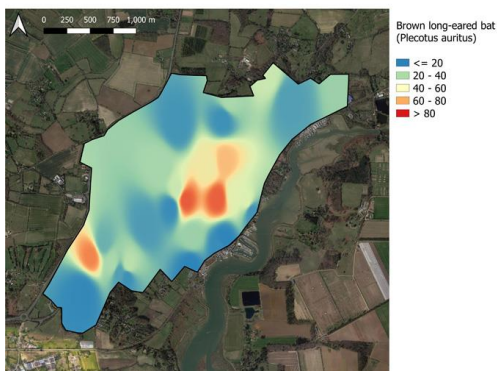 0 250 500 750 1,000 m
Brown long-eared bat
(Plecotus auritus)
<= 20
20 - 40
40 - 60
60 - 80
> 80